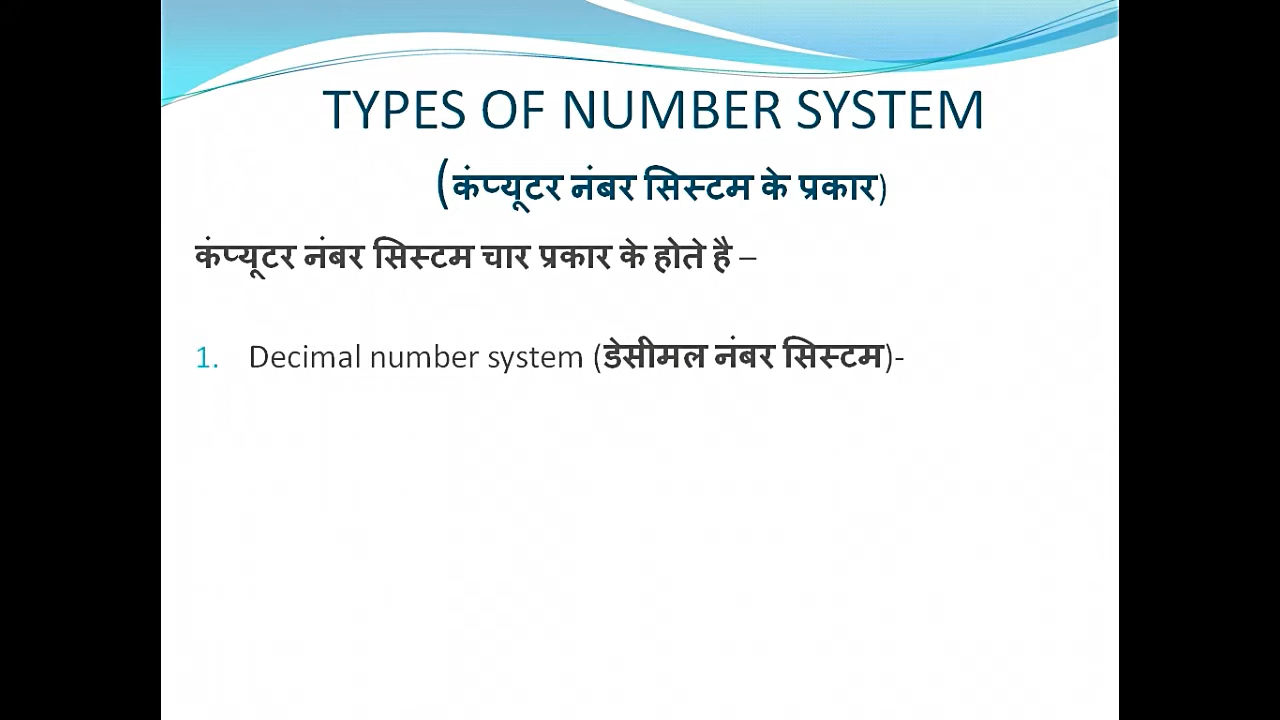 TYPES OF NUMBER SYSTEM
(कंप्यूटर नंबर सिस्टम के प्रकार)
कंप्यूटर नंबर सिस्टम चार प्रकार के होते है –
1. Decimal number system (डेसीमल नंबर सिस्टम)-